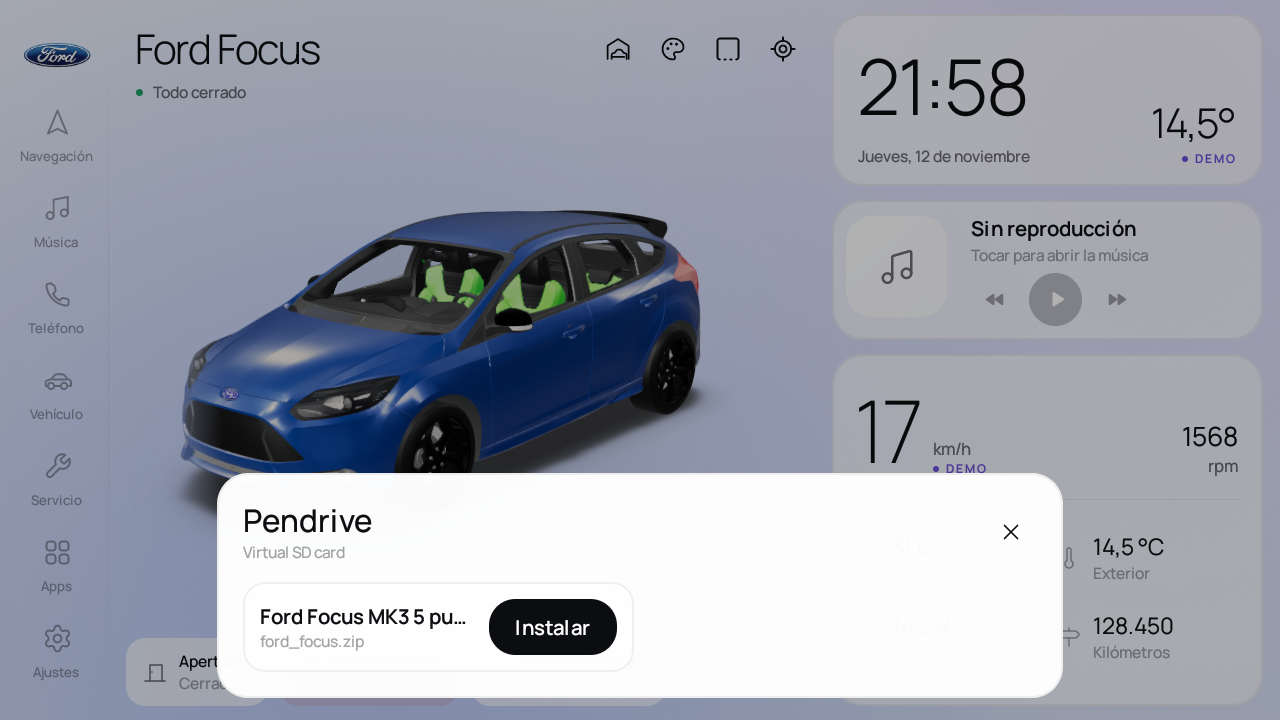 Ford
Ford Focus
Todo cerrado
Navegación
Música
Teléfono
Vehículo
Servicio
Apps
Ajustes
21:58
14,5°
Jueves, 12 de noviembre
DEMO
Sin reproducción
Tocar para abrir la música
17
km/h
DEMO
1568
rpm
14,5 °C
Exterior
128.450
Kilómetros
Pendrive
Virtual SD card
Ford Focus MK3 5 pu...
ford_focus.zip
Instalar
Apert
Cerrac